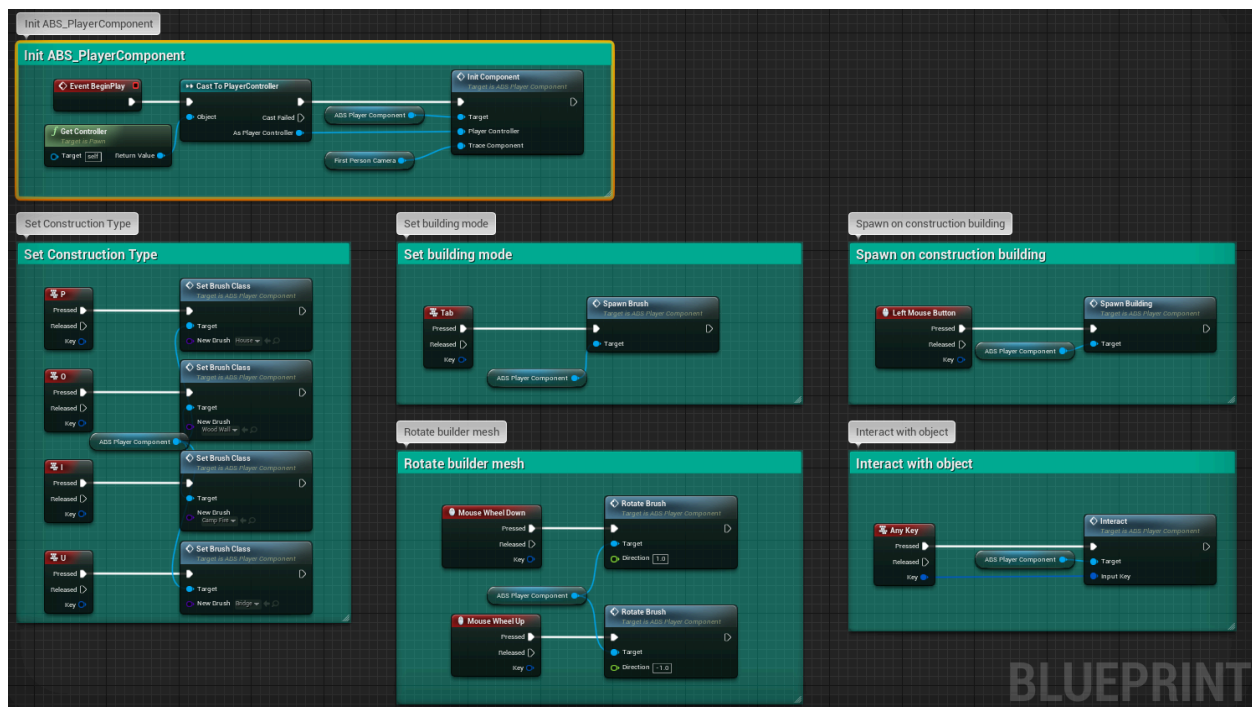 Init ABS_PlayerComponent
Init ABS_PlayerComponent
Event BeginPlay
Get Controller
Target is Pawn
Target self
Return Value
Cast To PlayerController
Object
Cast Failed
As Player Controller
ABS Player Component
First Person Camera
Init Component
Target is ABS Player Component
Target
Player Controller
Trace Component
Set Construction Type
Set Construction Type
P
Pressed
Released
Key
Set Brush Class
Target is ABS Player Component
Target
New Brush House
O
Pressed
Released
Key
Set Brush Class
Target is ABS Player Component
Target
New Brush
Wood Wall
ABS Player Component
I
Pressed
Released
Key
Set Brush Class
Target is ABS Player Component
Target
New Brush
Camp Fire
U
Pressed
Released
Key
Set Brush Class
Target is ABS Player Component
Target
New Brush Bridge
Set building mode
Set building mode
Tab
Pressed
Released
Key
ABS Player Component
Spawn Brush
Target is ABS Player Component
Target
Rotate builder mesh
Rotate builder mesh
Mouse Wheel Down
Pressed
Released
Key
Rotate Brush
Target is ABS Player Component
Target
Direction 1.0
ABS Player Component
Mouse Wheel Up
Pressed
Released
Key
Rotate Brush
Target is ABS Player Component
Target
Direction -1.0
Spawn on construction building
Spawn on construction building
Left Mouse Button
Pressed
Released
Key
ABS Player Component
Spawn Building
Target is ABS Player Component
Target
Interact with object
Interact with object
Any Key
Pressed
Released
Key
ABS Player Component
Interact
Target is ABS Player Component
Target
Input Key
BLUEPRINT